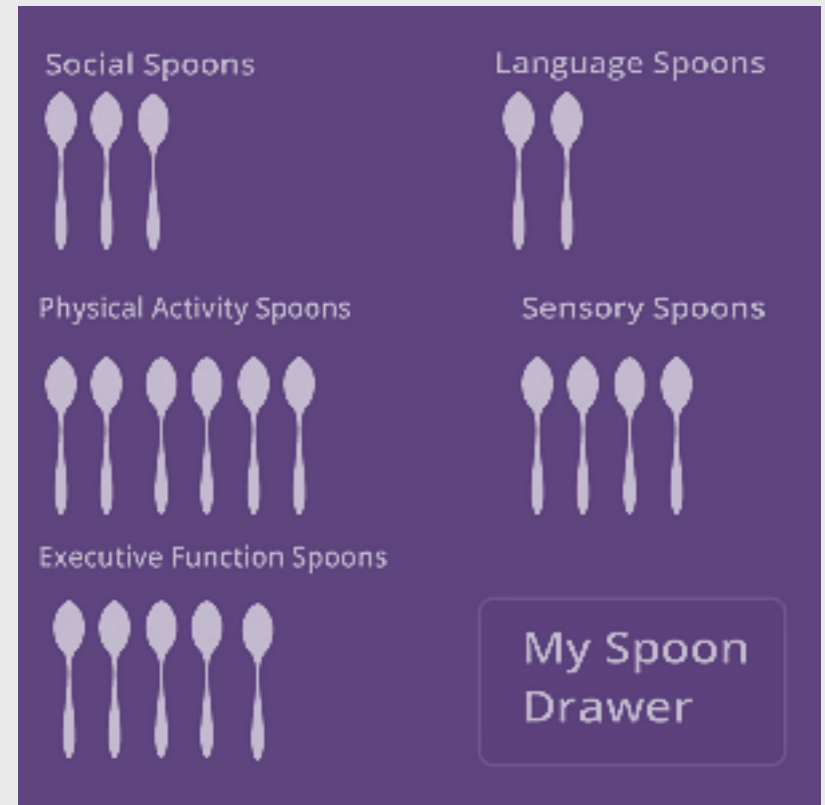 Social Spoons
Language Spoons
Physical Activity Spoons
Sensory Spoons
Executive Function Spoons
My Spoon
Drawer